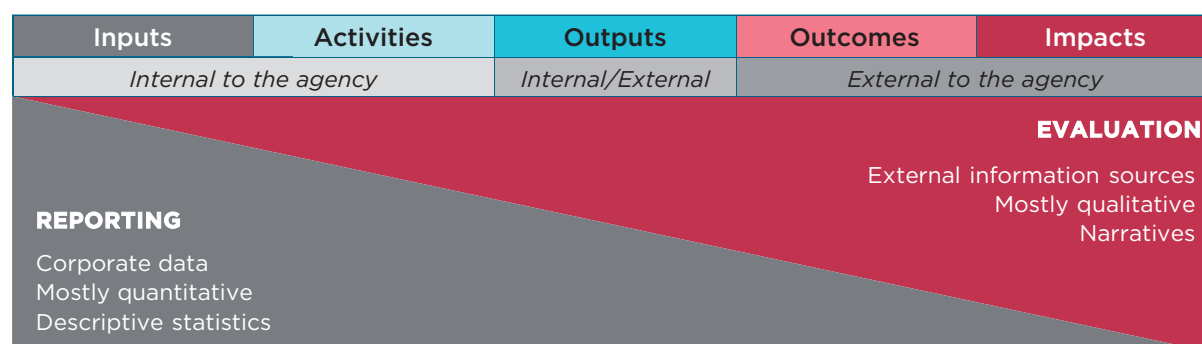 Inputs Activities Outputs Outcomes Impacts
Internal to the agency Internal/External External to the agency
EVALUATION
External information sources
Mostly qualitative
Narratives
REPORTING
Corporate data
Mostly quantitative
Descriptive statistics